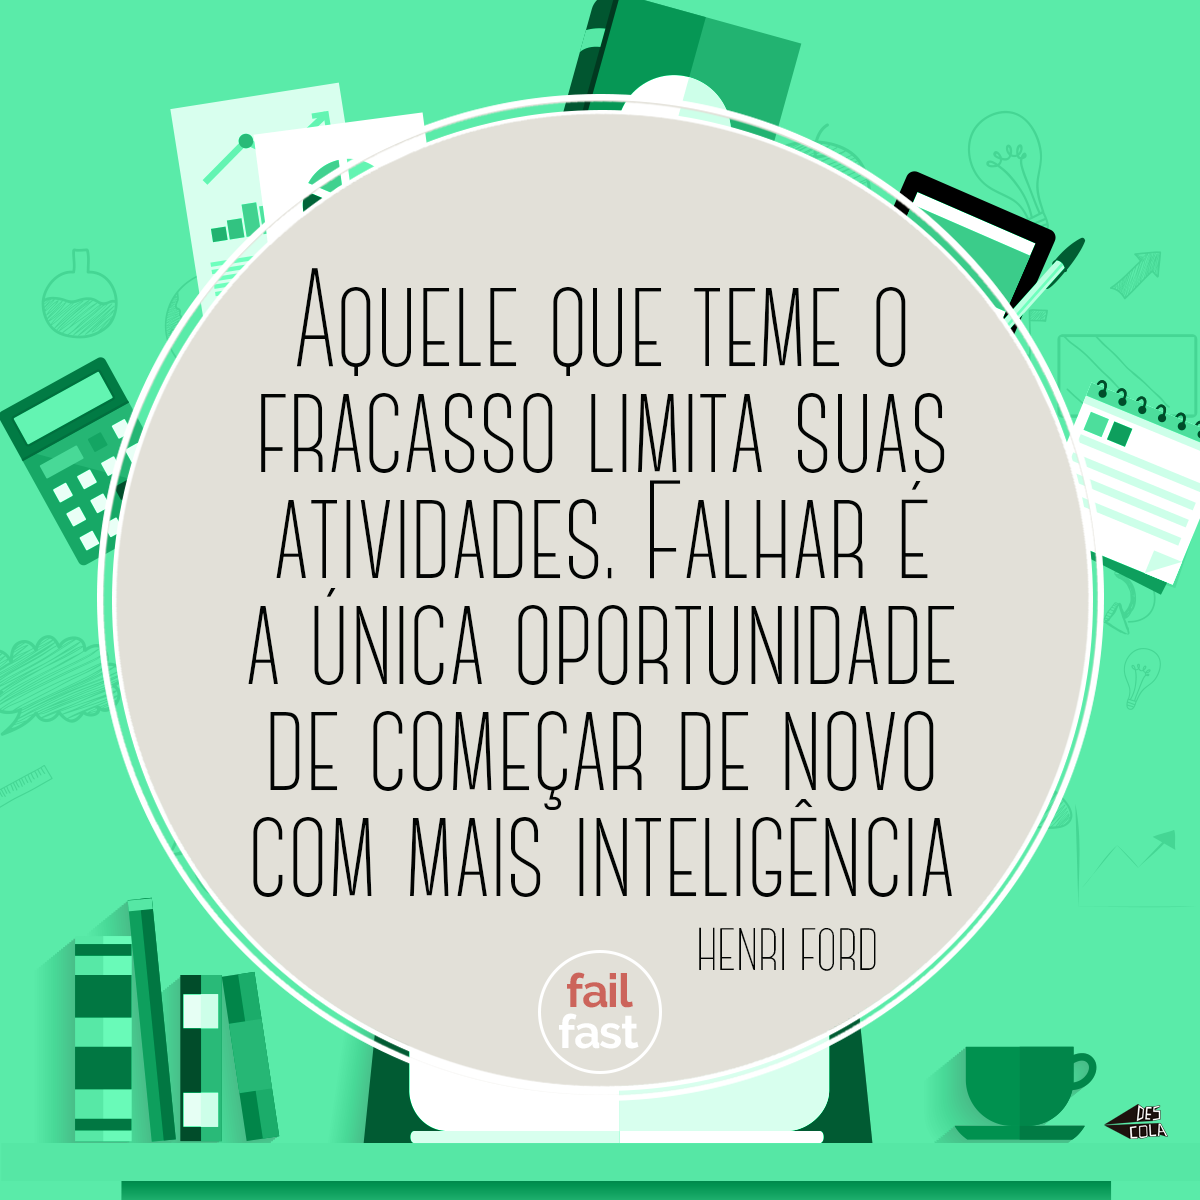 Aquele que teme o
fracasso limita suas
atividades. Falhar é
a única oportunidade
de começar de novo
com mais inteligência
Henri Ford
fail
fast
DES
COLA